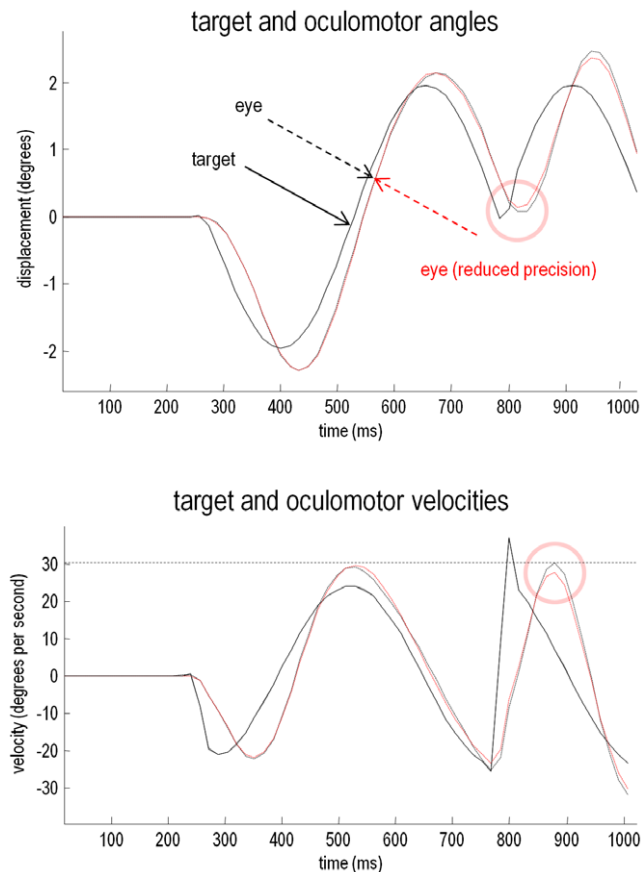 target and oculomotor angles
displacement (degrees)
2
1
0
-1
-2
eye
target
eye (reduced precision)
100 200 300 400 500 600 700 800 900 1000
time (ms)
target and oculomotor velocities
velocity (degrees per second)
30
20
10
0
-10
-20
-30
100 200 300 400 500 600 700 800 900 1000
time (ms)